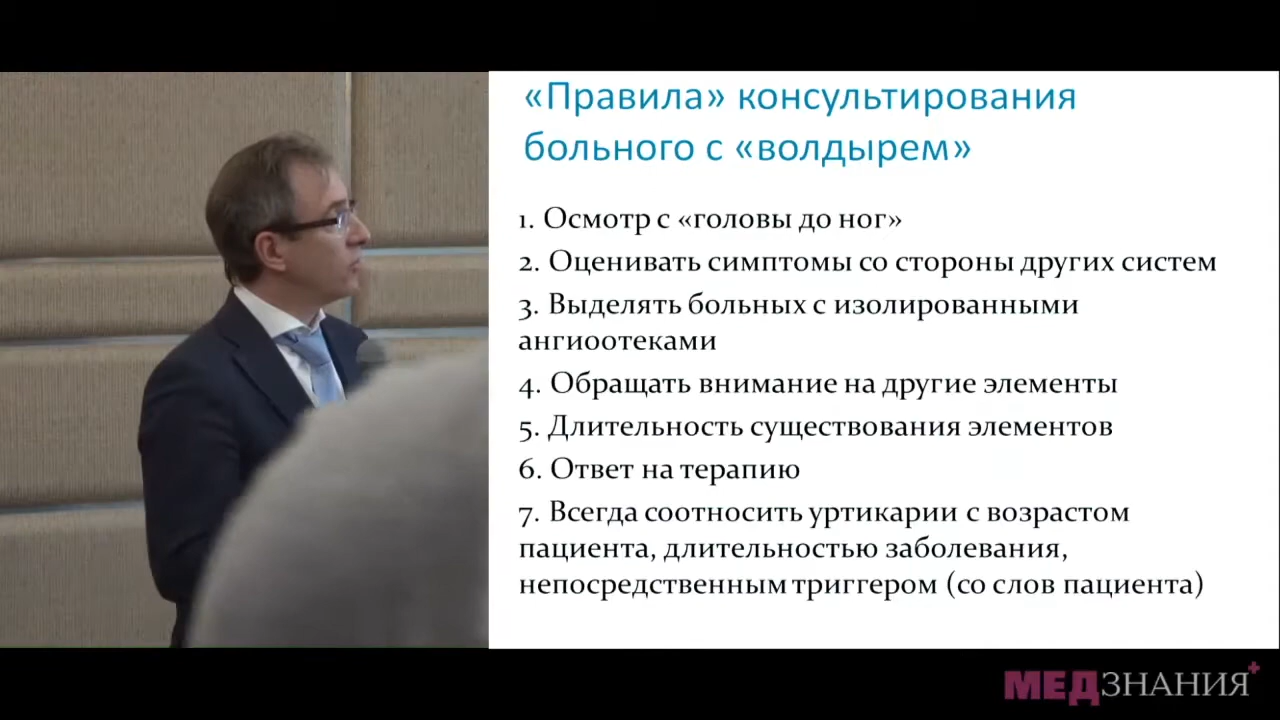 «Правила» консультирования
больного с «волдырем»
1. Осмотр с «головы до ног»
2. Оценивать симптомы со стороны других систем
3. Выделять больных с изолированными
ангиоотеками
4. Обращать внимание на другие элементы
5. Длительность существования элементов
6. Ответ на терапию
7. Всегда соотносить уртикарии с возрастом
пациента, длительностью заболевания,
непосредственным триггером (со слов пациента)
МЕДЗНАНИЯ+